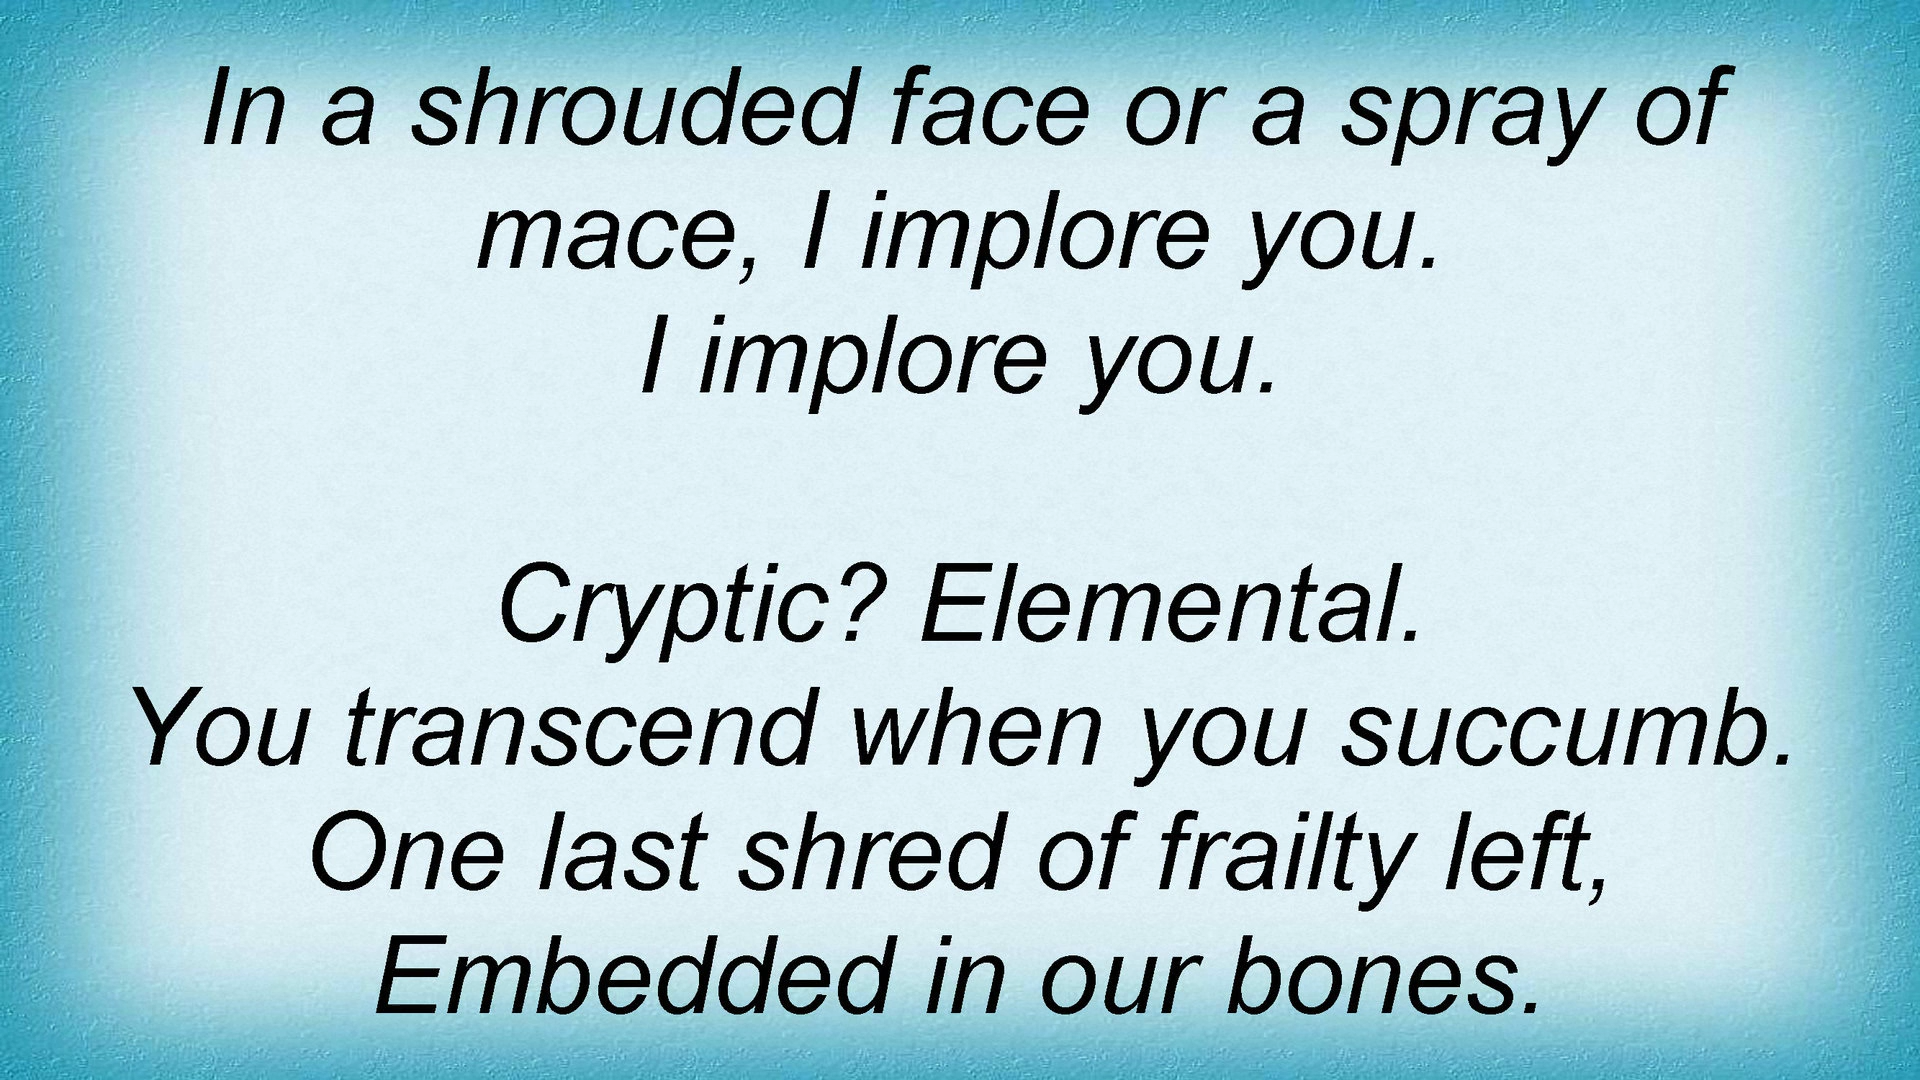 In a shrouded face or a spray of
mace, I implore you.
I implore you.
Cryptic? Elemental.
You transcend when you succumb.
One last shred of frailty left,
Embedded in our bones.